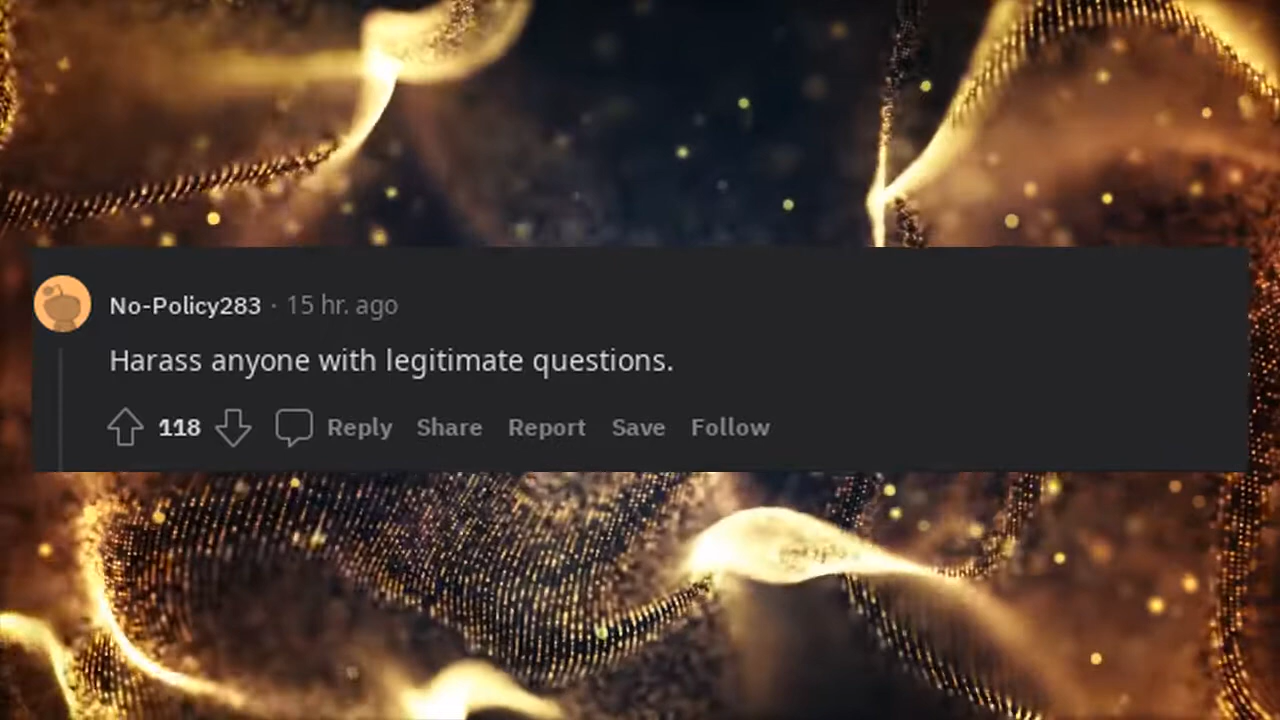 No-Policy283 · 15 hr. ago
Harass anyone with legitimate questions.
118 Reply Share Report Save Follow